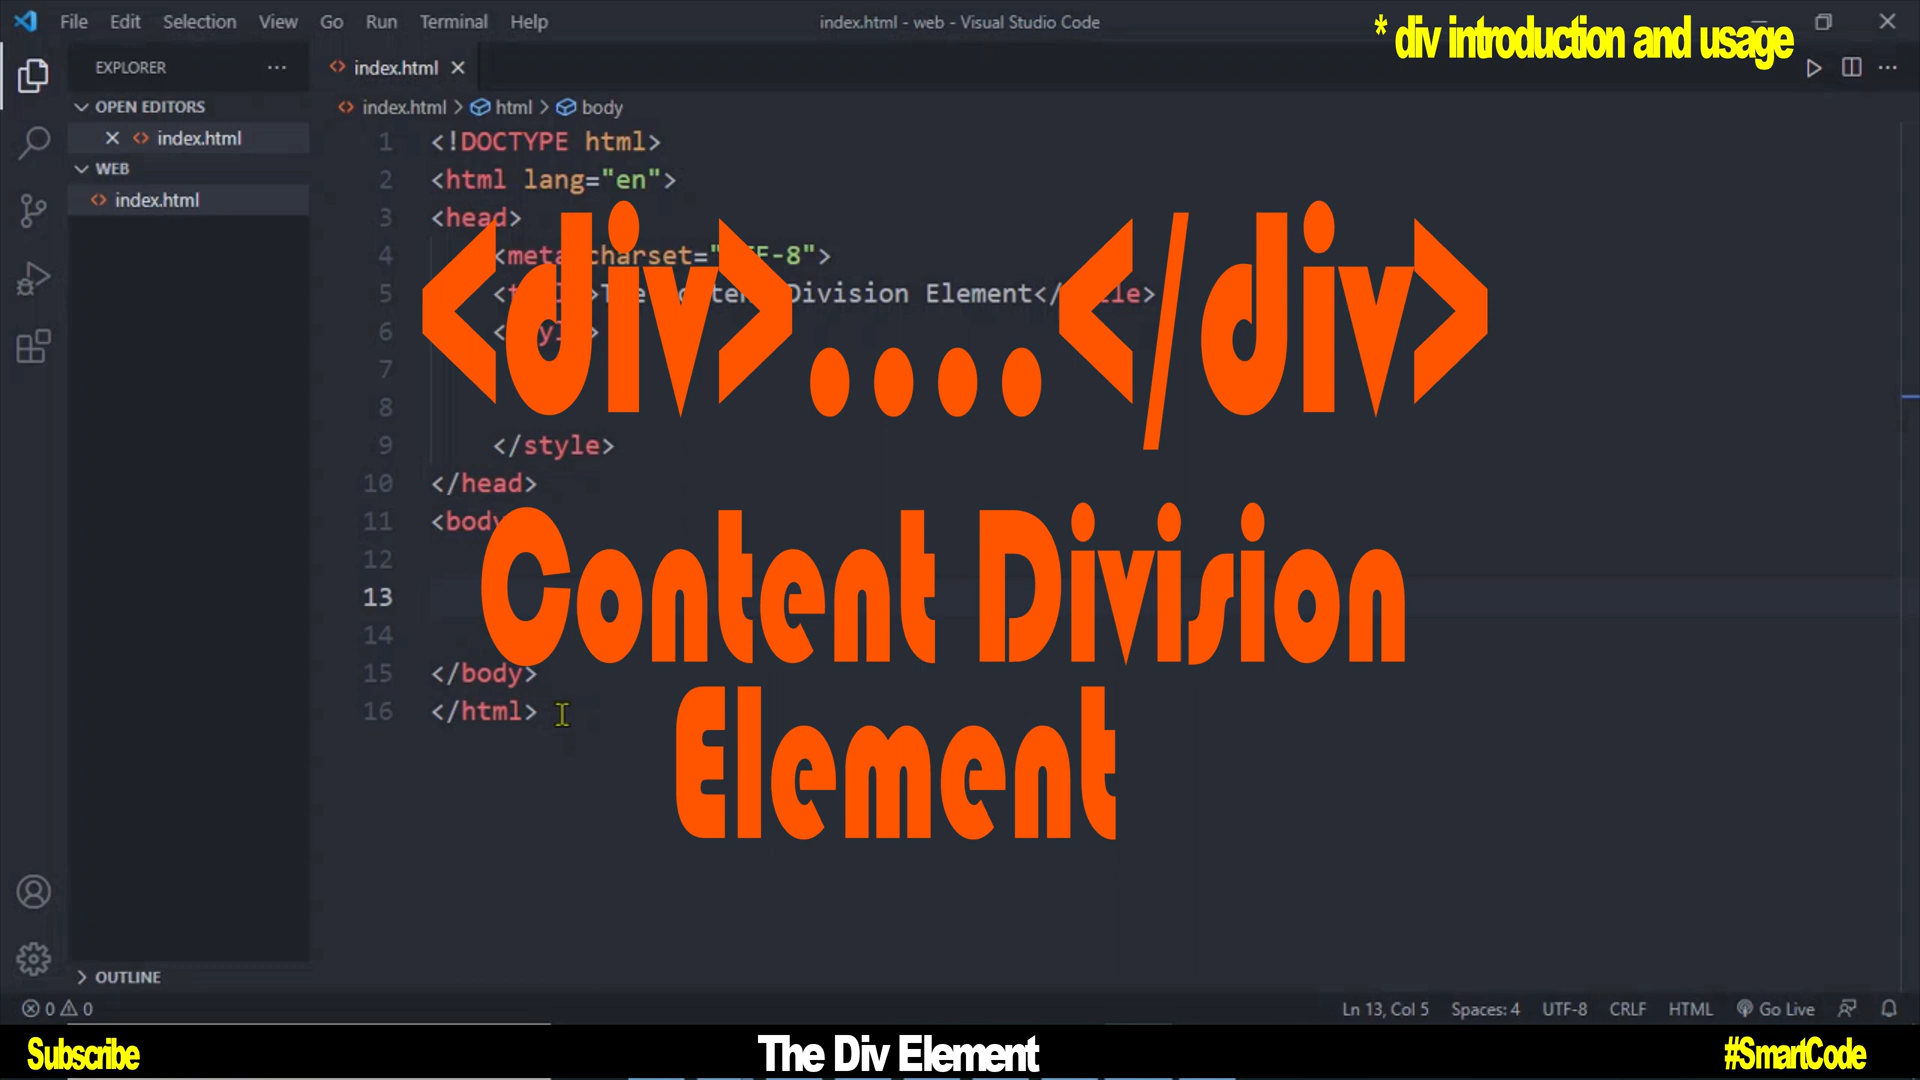 File Edit Selection View Go Run Terminal Help
index.html - web - Visual Studio Code
* div introduction and usage
EXPLORER
index.html
OPEN EDITORS
index.html
WEB
index.html
index.html > html > body
1 <!DOCTYPE html>
2 <html lang="en">
3 <head>
4 <meta charset="UTF-8">
5 Division Element</
6
7
8
9 </style>
10 </head>
11 <body
12
13
14
15 </body>
16 </html>
<div>....</div>
Content Division
Element
OUTLINE
0 0
Ln 13, Col 5 Spaces: 4 UTF-8 CRLF HTML Go Live
Subscribe
The Div Element
#SmartCode